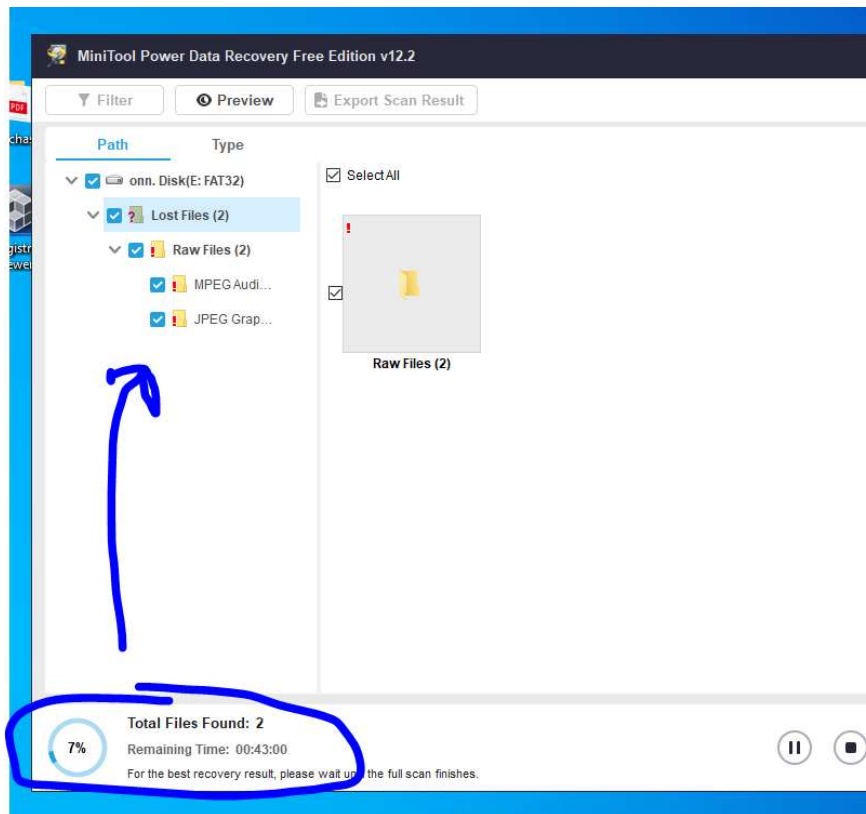 MiniTool Power Data Recovery Free Edition v12.2
Filter Preview Export Scan Result
PDF
Path Type
onn. Disk(E: FAT32)
Select All
Lost Files (2)
Raw Files (2)
MPEG Audi...
JPEG Grap...
Raw Files (2)
Total Files Found: 2
7%
Remaining Time: 00:43:00
For the best recovery result, please wait the full scan finishes.